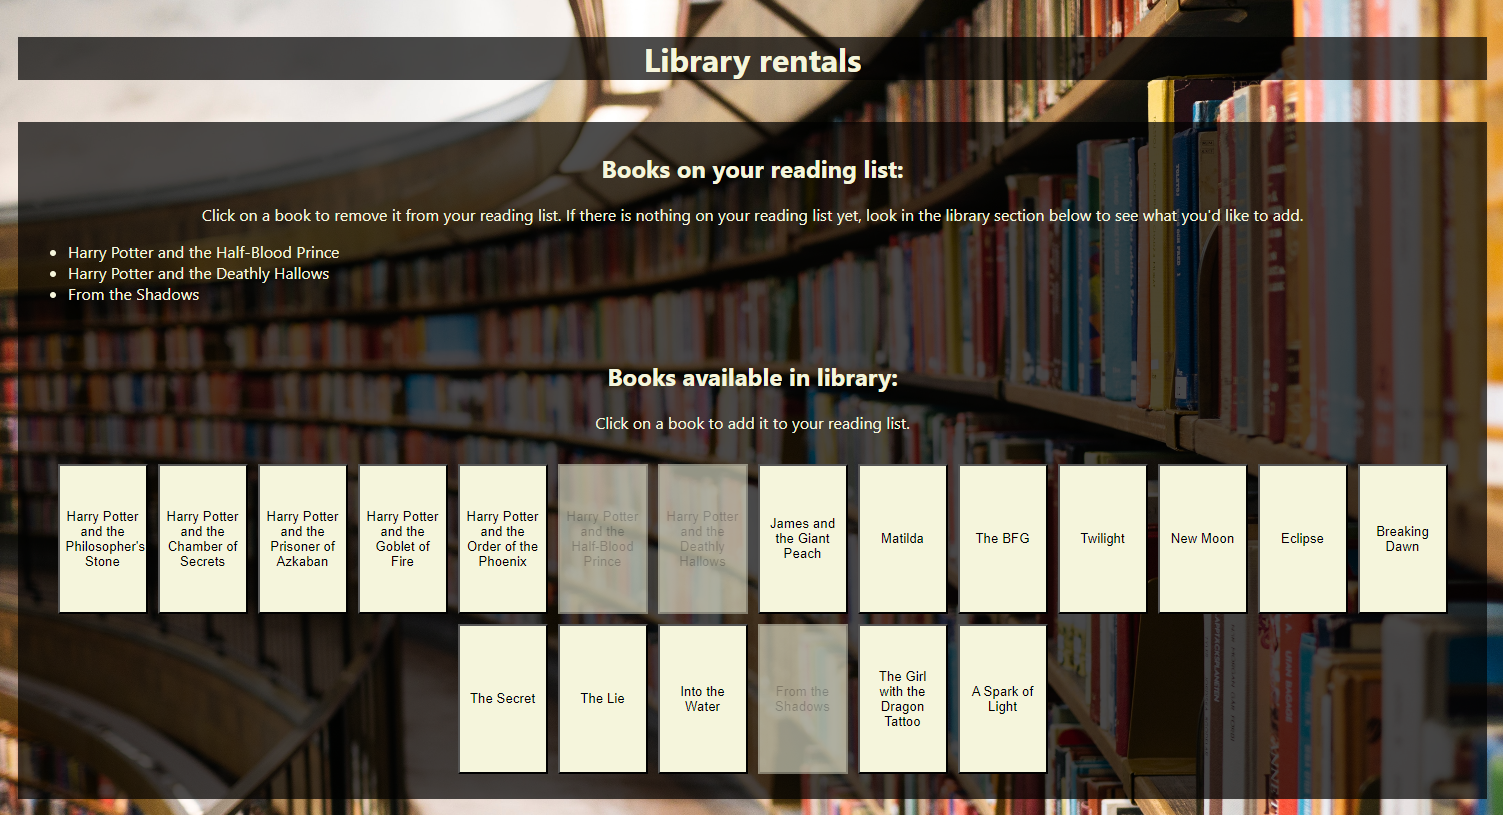 Library rentals
Books on your reading list:
Click on a book to remove it from your reading list. If there is nothing on your reading list yet, look in the library section below to see what you'd like to add.
Harry Potter and the Half-Blood Prince
Harry Potter and the Deathly Hallows
From the Shadows
Books available in library:
Click on a book to add it to your reading list.
Harry Potter
and the
Philosopher's
Stone
Harry Potter
and the
Chamber of
Secrets
Harry Potter
and the
Prisoner of
Azkaban
Harry Potter
and the
Goblet of
Fire
Harry Potter
and the
Order of the
Phoenix
Harry Potter
and the
Half-Blood
Prince
Harry Potter
and the
Deathly
Hallows
James and
the Giant
Peach
Matilda
The BFG
Twilight
New Moon
Eclipse
Breaking
Dawn
The Secret
The Lie
Into the
Water
From the
Shadows
The Girl
with the
Dragon
Tattoo
A Spark of
Light